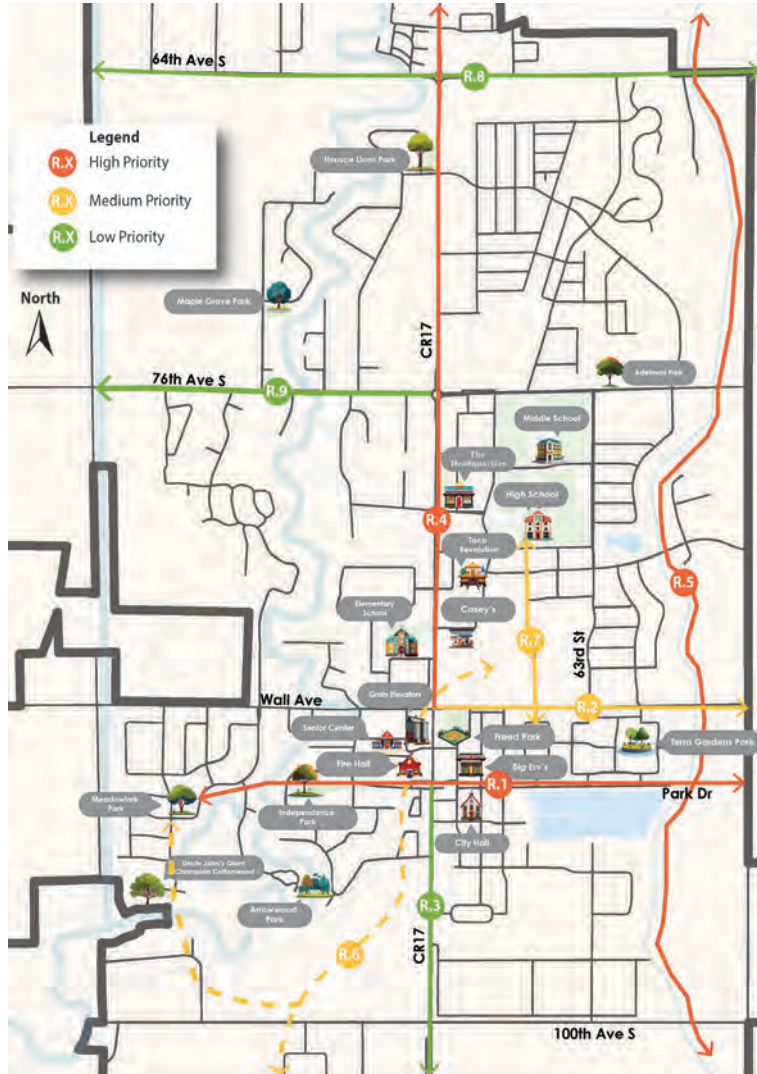 64th Ave S
R.8
Legend
R.X High Priority
R.X Medium Priority
R.X Low Priority
Horace Lions Park
North
Maple Grove Park
CR17
76th Ave S
R.9
Adelman Park
Middle School
The
Headquarters
High School
R.4
Taco
Revolution
R.5
Elementary
School
Casey's
R.7
63rd St
Wall Ave
Grain Elevators
R.2
Senior Center
Freed Park
Terra Gardens Park
Fire Hall
Big Erv's
R.1
Park Dr
Meadowlark
Park
Independence
Park
City Hall
Uncle John's Giant
Champion Cottonwood
Arrowwood
Park
R.3
R.6
CR17
100th Ave S